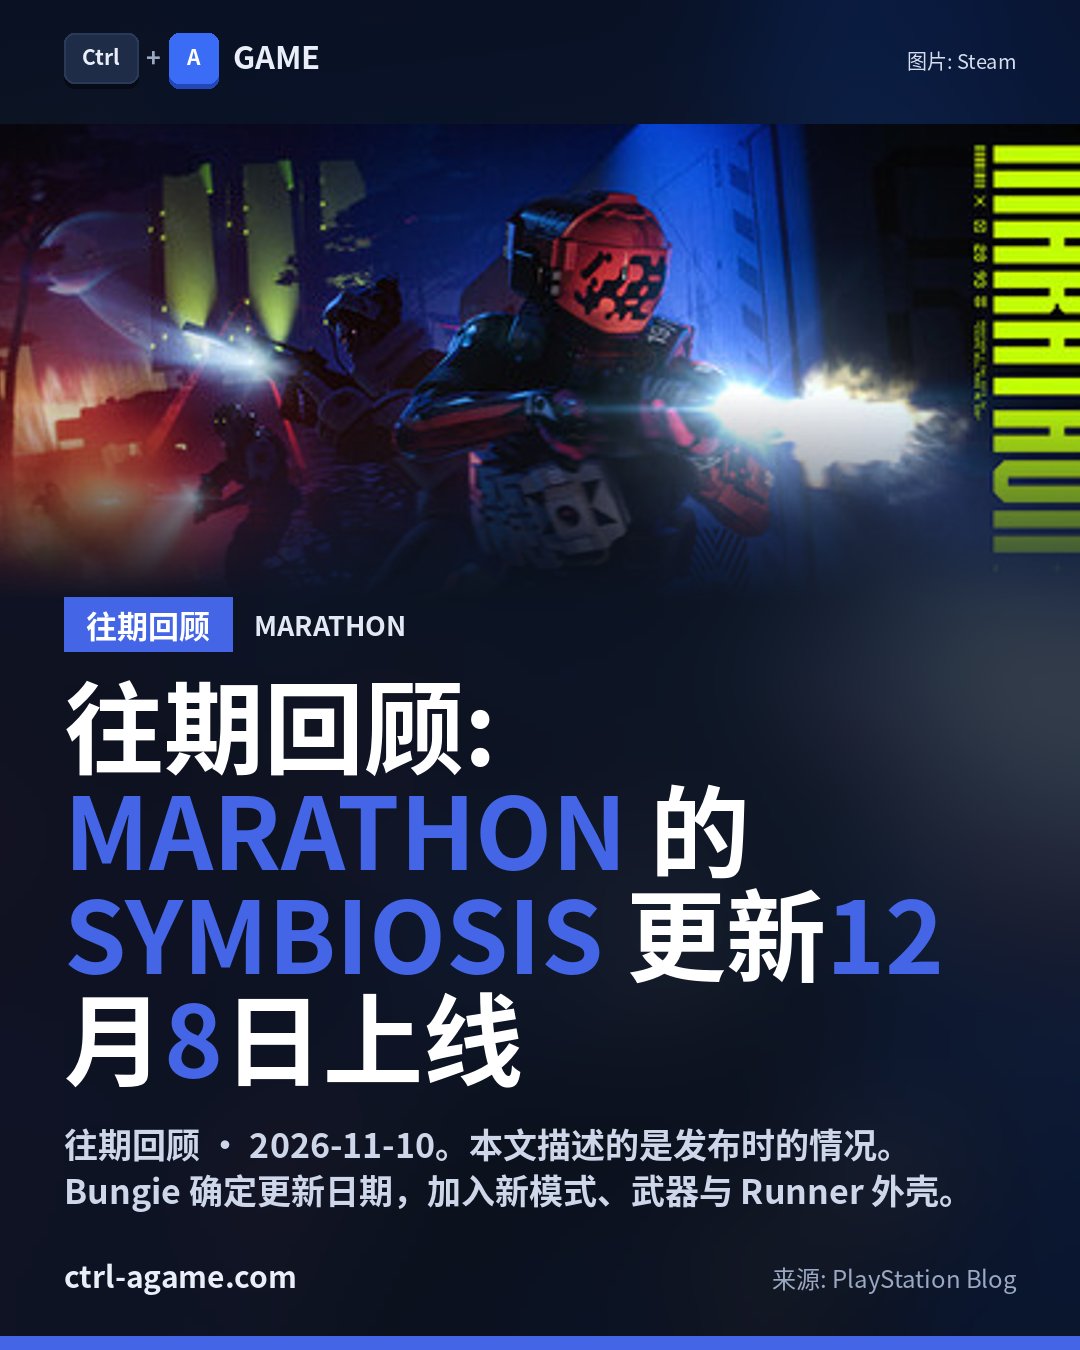 Ctrl + A GAME
图片: Steam
MARATHON
往期回顾 MARATHON
往期回顾:
MARATHON 的
SYMBIOSIS 更新12
月8日上线
往期回顾 · 2026-11-10。本文描述的是发布时的情况。
Bungie 确定更新日期，加入新模式、武器与 Runner 外壳。
ctrl-agame.com
来源: PlayStation Blog